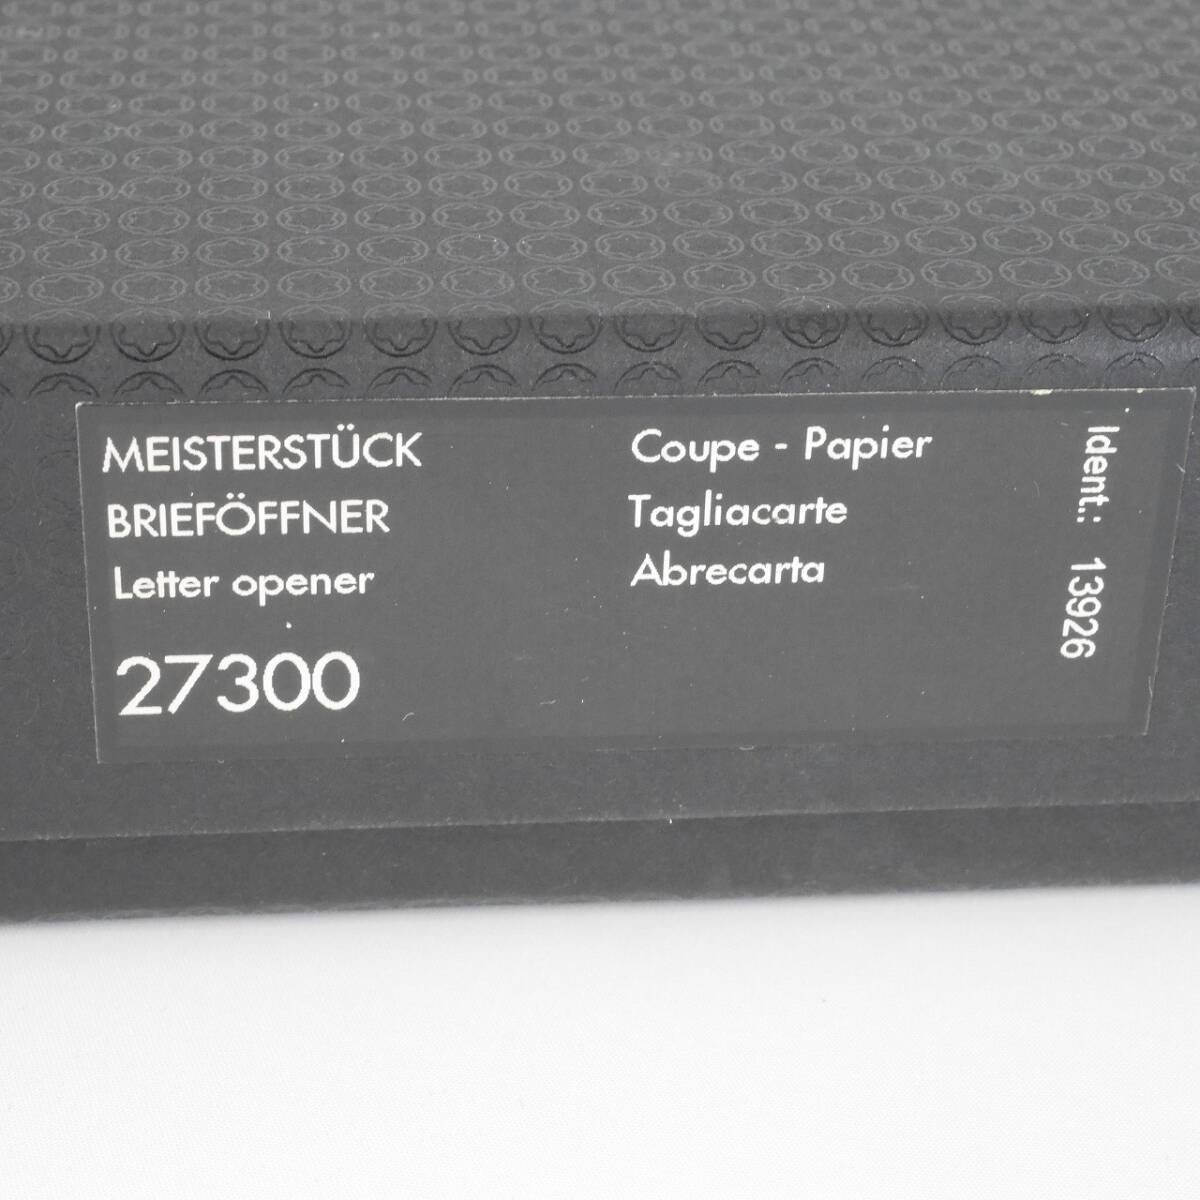 MEISTERSTÜCK
BRIEFÖFFNER
Letter opener
27300
Coupe - Papier
Tagliacarte
Abrecarta
Ident.: 13926